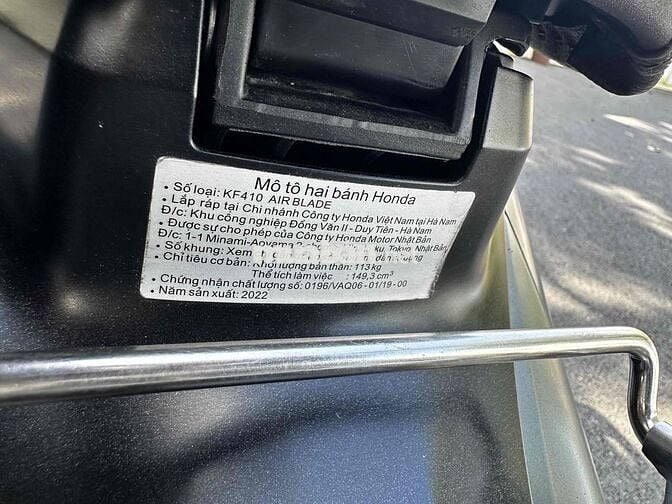 Mô tô hai bánh Honda
• Số loại: KF410 AIR BLADE
• Lắp ráp tại Chi nhánh Công ty Honda Việt Nam tại Hà Nam
Đ/c: Khu công nghiệp Đồng Văn II - Duy Tiên - Hà Nam
• Được sự cho phép của Công ty Honda Motor Nhật Bản
Đ/c: 1-1 Minami-Aoyama 2- Tokyo, Nhật Bản
• Số khung: Xem
• Chỉ tiêu cơ bản: Khối lượng bản thân: 113 kg
Thể tích làm việc : 149,3 cm³
• Chứng nhận chất lượng số: 0196/VAQ06 - 01/19 - 00
• Năm sản xuất: 2022